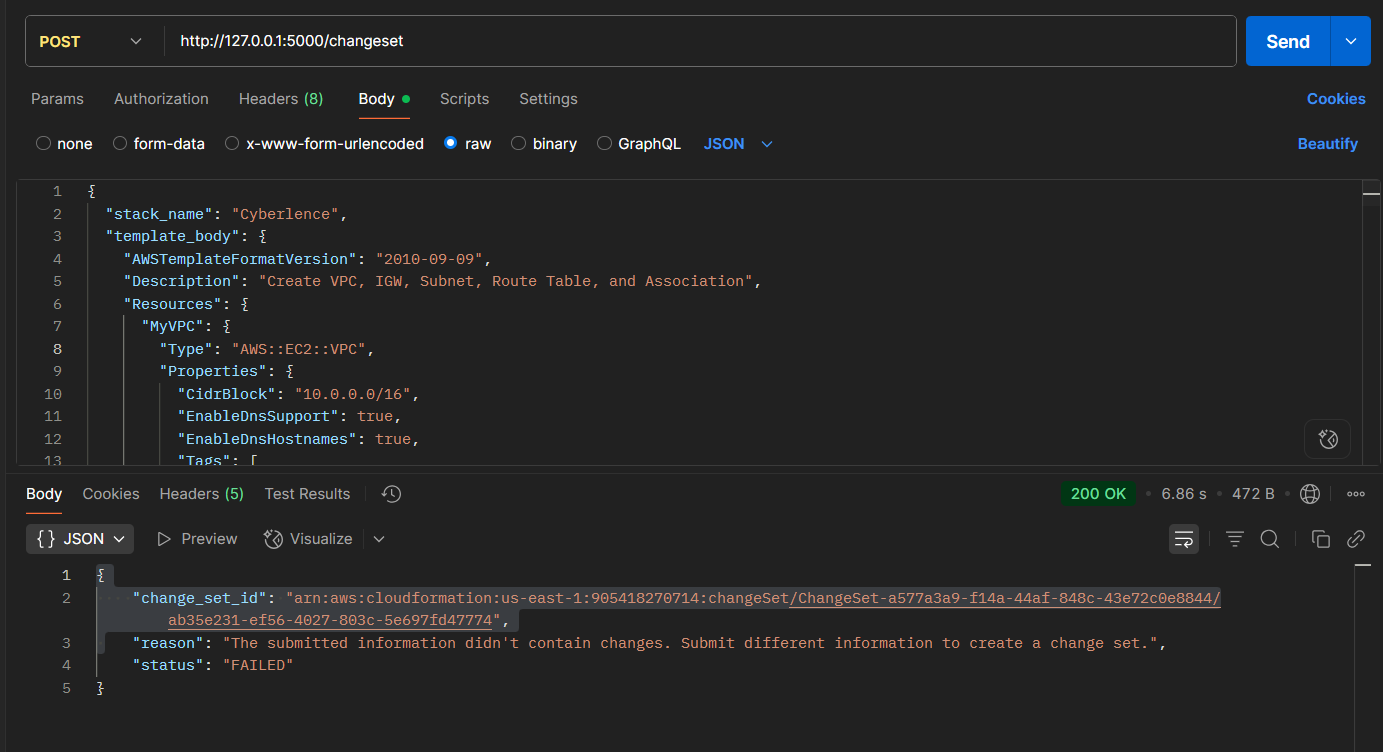 POST http://127.0.0.1:5000/changeset Send
Params Authorization Headers (8) Body Scripts Settings Cookies
none form-data x-www-form-urlencoded raw binary GraphQL JSON Beautify
1 {
2 "stack_name": "Cyberlence",
3 "template_body": {
4 "AWSTemplateFormatVersion": "2010-09-09",
5 "Description": "Create VPC, IGW, Subnet, Route Table, and Association",
6 "Resources": {
7 "MyVPC": {
8 "Type": "AWS::EC2::VPC",
9 "Properties": {
10 "CidrBlock": "10.0.0.0/16",
11 "EnableDnsSupport": true,
12 "EnableDnsHostnames": true,
13 "Tags": [
Body Cookies Headers (5) Test Results 200 OK • 6.86 s • 472 B •
{} JSON Preview Visualize
1 {
2 "change_set_id": "arn:aws:cloudformation:us-east-1:905418270714:changeSet/ChangeSet-a577a3a9-f14a-44af-848c-43e72c0e8844/
ab35e231-ef56-4027-803c-5e697fd47774",
3 "reason": "The submitted information didn't contain changes. Submit different information to create a change set.",
4 "status": "FAILED"
5 }